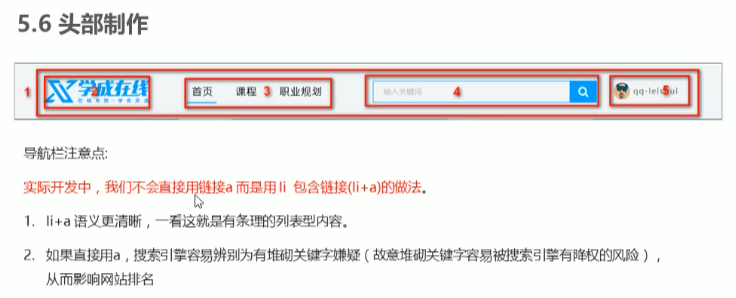 5.6 头部制作
1 2 学成在线 首页 课程 3 职业规划 输入关键词 4 5
导航栏注意点:
实际开发中，我们不会直接用链接a 而是用 li 包含链接(li+a)的做法。
1. li+a 语义更清晰，一看这就是有条理的列表型内容。
2. 如果直接用a，搜索引擎容易辨别为有堆砌关键字嫌疑（故意堆砌关键字容易被搜索引擎有降权的风险），
从而影响网站排名